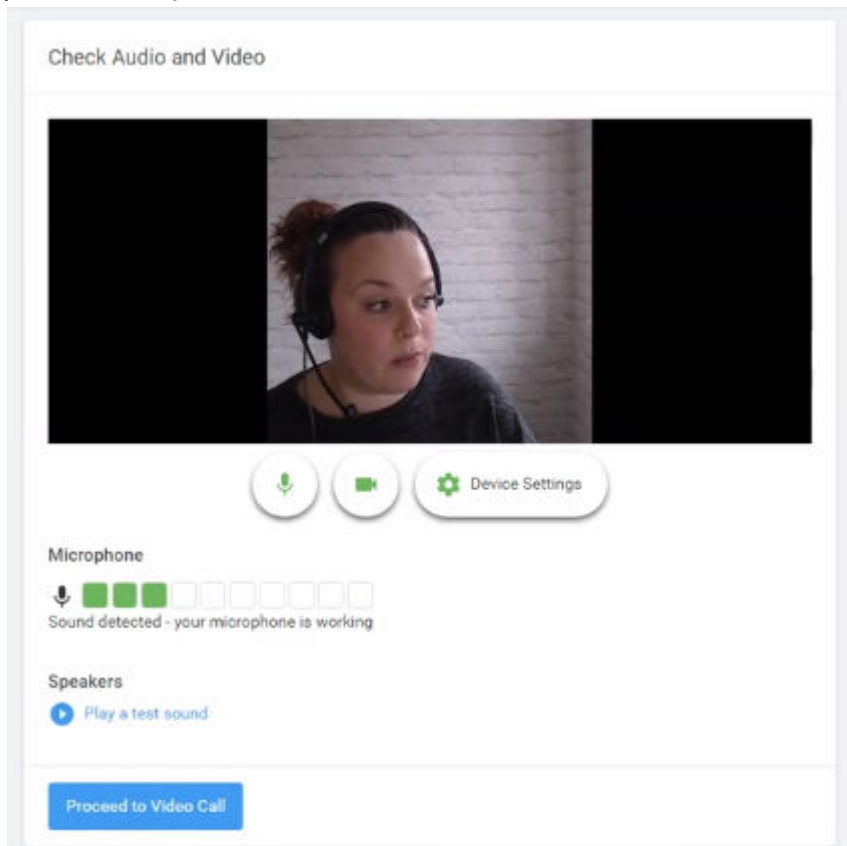 Check Audio and Video
Device Settings
Microphone
Sound detected - your microphone is working
Speakers
Play a test sound
Proceed to Video Call